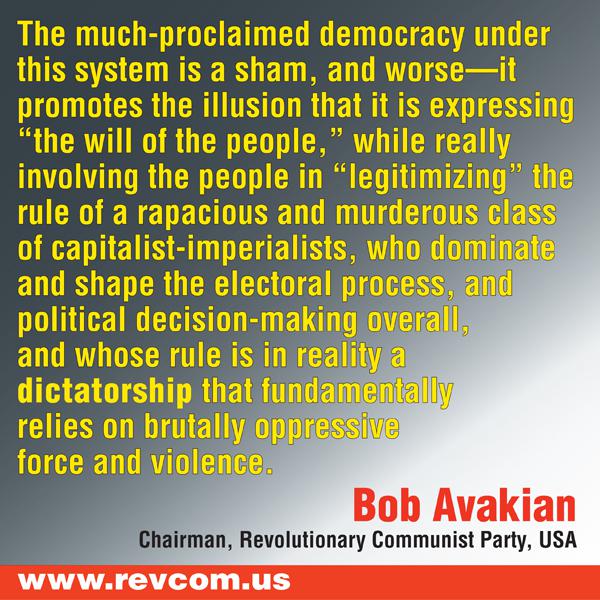 The much-proclaimed democracy under
this system is a sham, and worse—it
promotes the illusion that it is expressing
“the will of the people,” while really
involving the people in “legitimizing” the
rule of a rapacious and murderous class
of capitalist-imperialists, who dominate
and shape the electoral process, and
political decision-making overall,
and whose rule is in reality a
dictatorship that fundamentally
relies on brutally oppressive
force and violence.
Bob Avakian
Chairman, Revolutionary Communist Party, USA
www.revcom.us